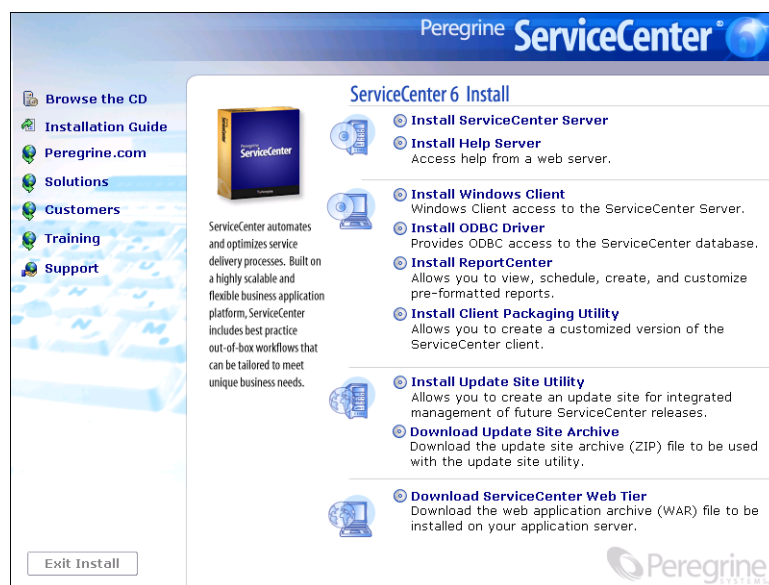 Peregrine ServiceCenter®
Browse the CD
Installation Guide
Peregrine.com
Solutions
Customers
Training
Support
Exit Install
Peregrine
ServiceCenter
ServiceCenter automates
and optimizes service
delivery processes. Built on
a highly scalable and
flexible business application
platform, ServiceCenter
includes best practice
out-of-box workflows that
can be tailored to meet
unique business needs.
ServiceCenter 6 Install
Install ServiceCenter Server
Install Help Server
Access help from a web server.
Install Windows Client
Windows Client access to the ServiceCenter Server.
Install ODBC Driver
Provides ODBC access to the ServiceCenter database.
Install ReportCenter
Allows you to view, schedule, create, and customize
pre-formatted reports.
Install Client Packaging Utility
Allows you to create a customized version of the
ServiceCenter client.
Install Update Site Utility
Allows you to create an update site for integrated
management of future ServiceCenter releases.
Download Update Site Archive
Download the update site archive (ZIP) file to be used
with the update site utility.
Download ServiceCenter Web Tier
Download the web application archive (WAR) file to be
installed on your application server.
Peregrine
SYSTEMS